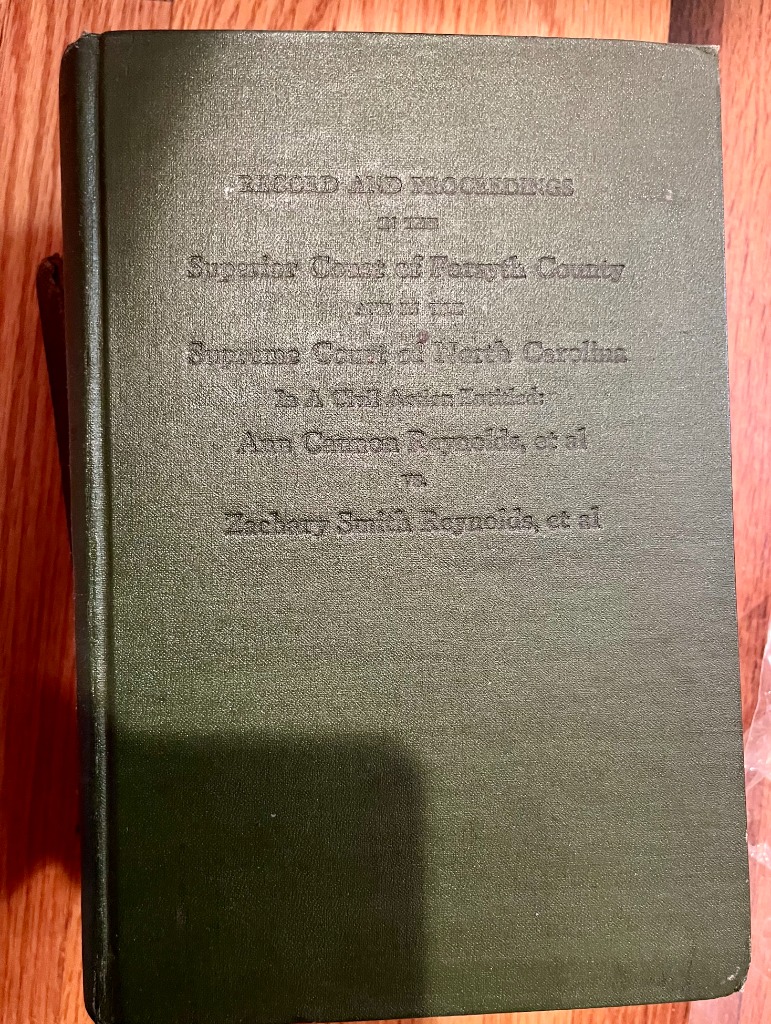 RECORD AND PROCEEDINGS
IN THE
Superior Court of Forsyth County
AND IN THE
Supreme Court of North Carolina
In A Civil Action Entitled:
Ann Cannon Reynolds, et al
vs.
Zachary Smith Reynolds, et al